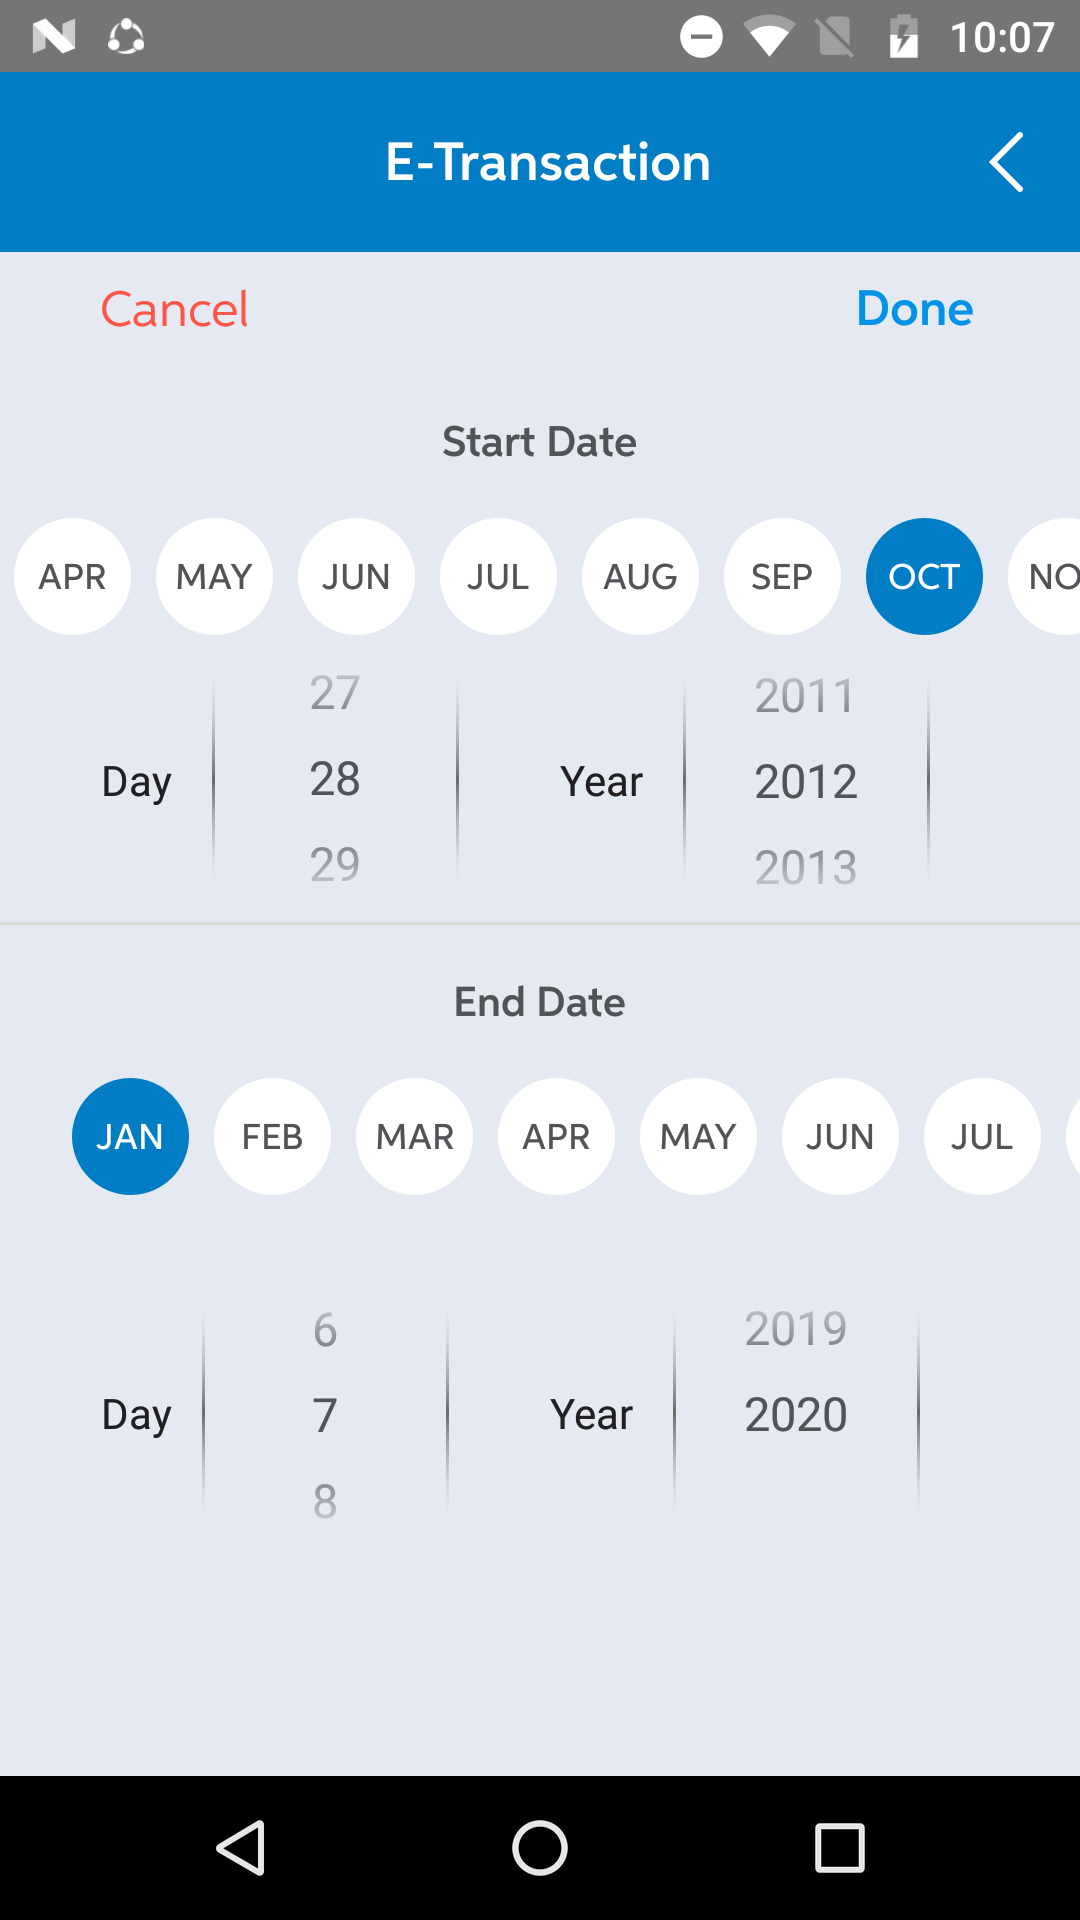 10:07
E-Transaction
Cancel Done
Start Date
APR MAY JUN JUL AUG SEP OCT NO
27 2011
Day 28 Year 2012
29 2013
End Date
JAN FEB MAR APR MAY JUN JUL
6 2019
Day 7 Year 2020
8